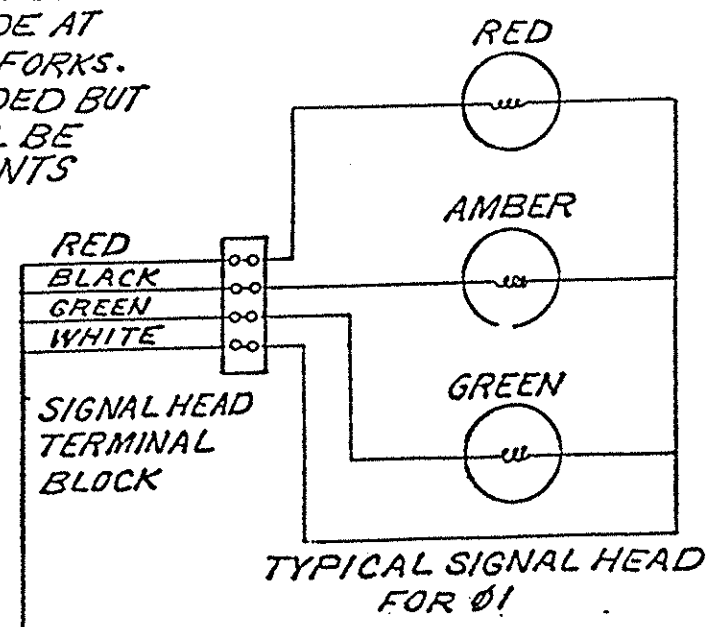 DE AT
FORKS.
DED BUT
BE
NTS
RED
AMBER
GREEN
RED
BLACK
GREEN
WHITE
SIGNAL HEAD
TERMINAL
BLOCK
TYPICAL SIGNAL HEAD
FOR Ø1